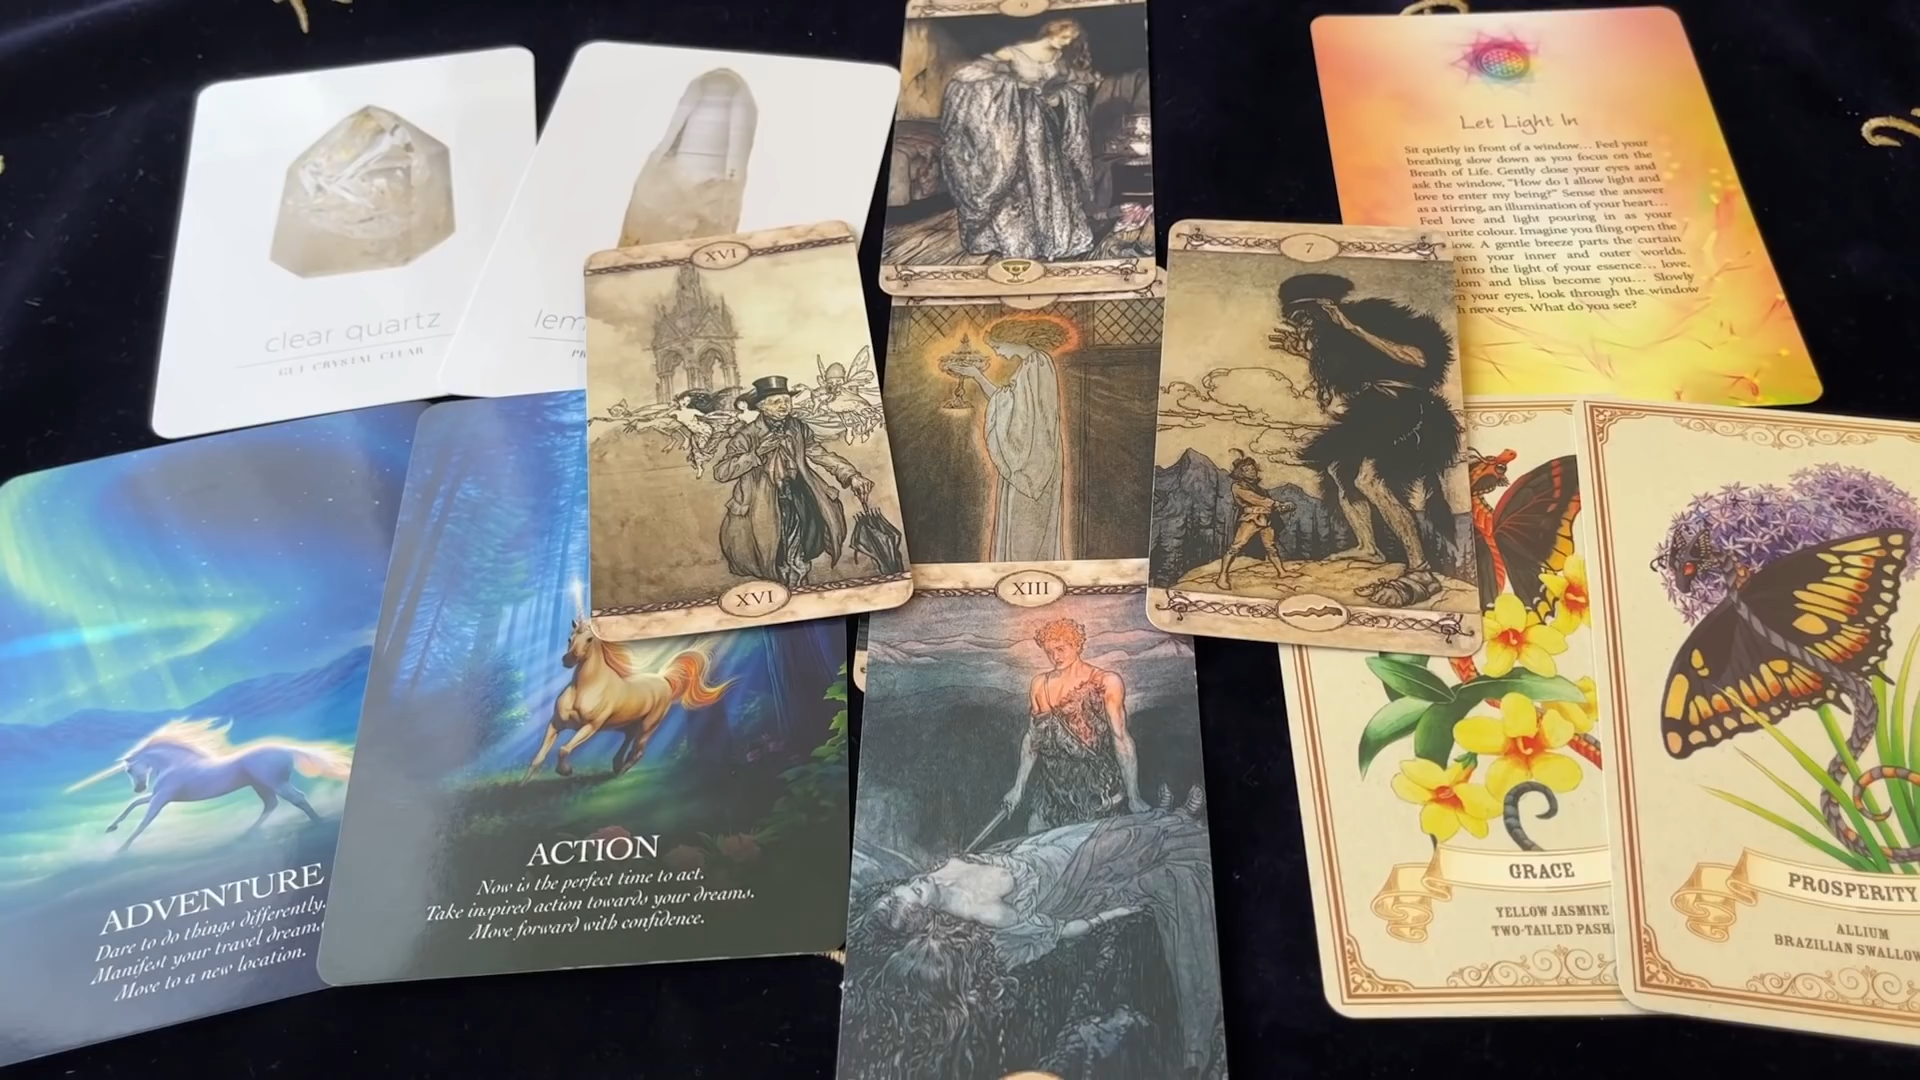 clear quartz
GET CRYSTAL CLEAR
lem
PR
9
XVI
XVI
7
XIII
Let Light In
Sit quietly in front of a window... Feel your
breathing slow down as you focus on the
Breath of Life. Gently close your eyes and
ask the window, "How do I allow light and
love to enter my being?" Sense the answer
as a stirring, an illumination of your heart...
Feel love and light pouring in as your
urite colour. Imagine you fling open the
ow. A gentle breeze parts the curtain
een your inner and outer worlds.
into the light of your essence... love,
dom and bliss become you... Slowly
n your eyes, look through the window
h new eyes. What do you see?
ADVENTURE
Dare to do things differently.
Manifest your travel dreams
Move to a new location.
ACTION
Now is the perfect time to act.
Take inspired action towards your dreams.
Move forward with confidence.
GRACE
YELLOW JASMINE
TWO-TAILED PASHA
PROSPERITY
ALLIUM
BRAZILIAN SWALLOW